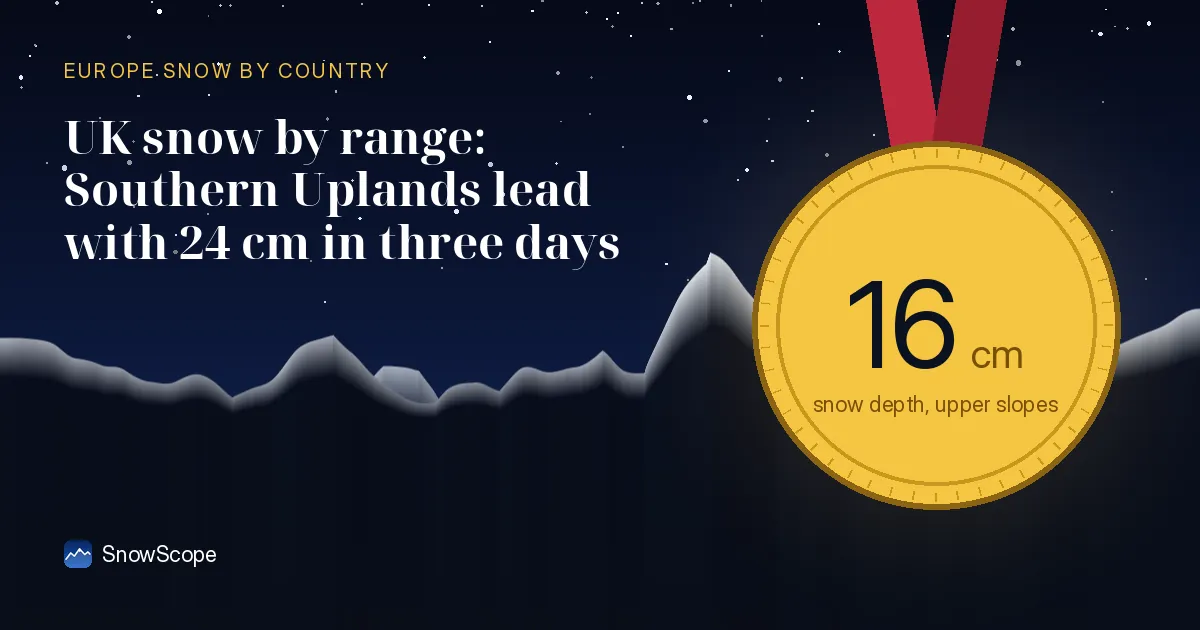 EUROPE SNOW BY COUNTRY
UK snow by range:
Southern Uplands lead
with 24 cm in three days
16 cm
snow depth, upper slopes
SnowScope